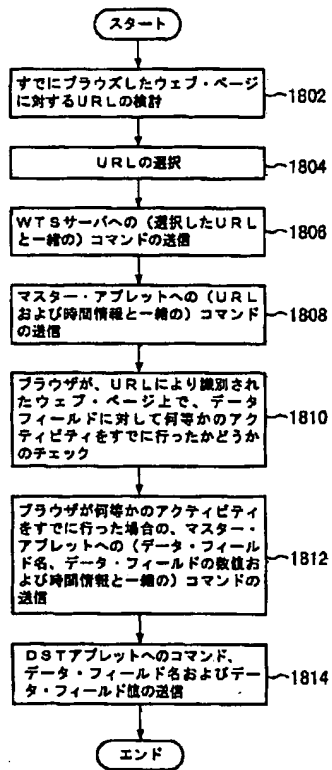 スタート
すでにブラウズしたウェブ・ページ
に対するURLの検討
1802
URLの選択
1804
WTSサーバへの(選択したURL
と一緒の)コマンドの送信
1806
マスター・アプレットへの(URL
および時間情報と一緒の)コマンド
の送信
1808
ブラウザが、URLにより識別され
たウェブ・ページ上で、データ
フィールドに対して何等かのアク
ティビティをすでに行ったかどうか
のチェック
1810
ブラウザが何等かのアクティビティ
をすでに行った場合の、マスター・
アプレットへの(データ・フィール
ド名、データ・フィールドの数値お
よび時間情報と一緒の)コマンドの
送信
1812
DSTアプレットへのコマンド、
データ・フィールド名およびデー
タ・フィールド値の送信
1814
エンド